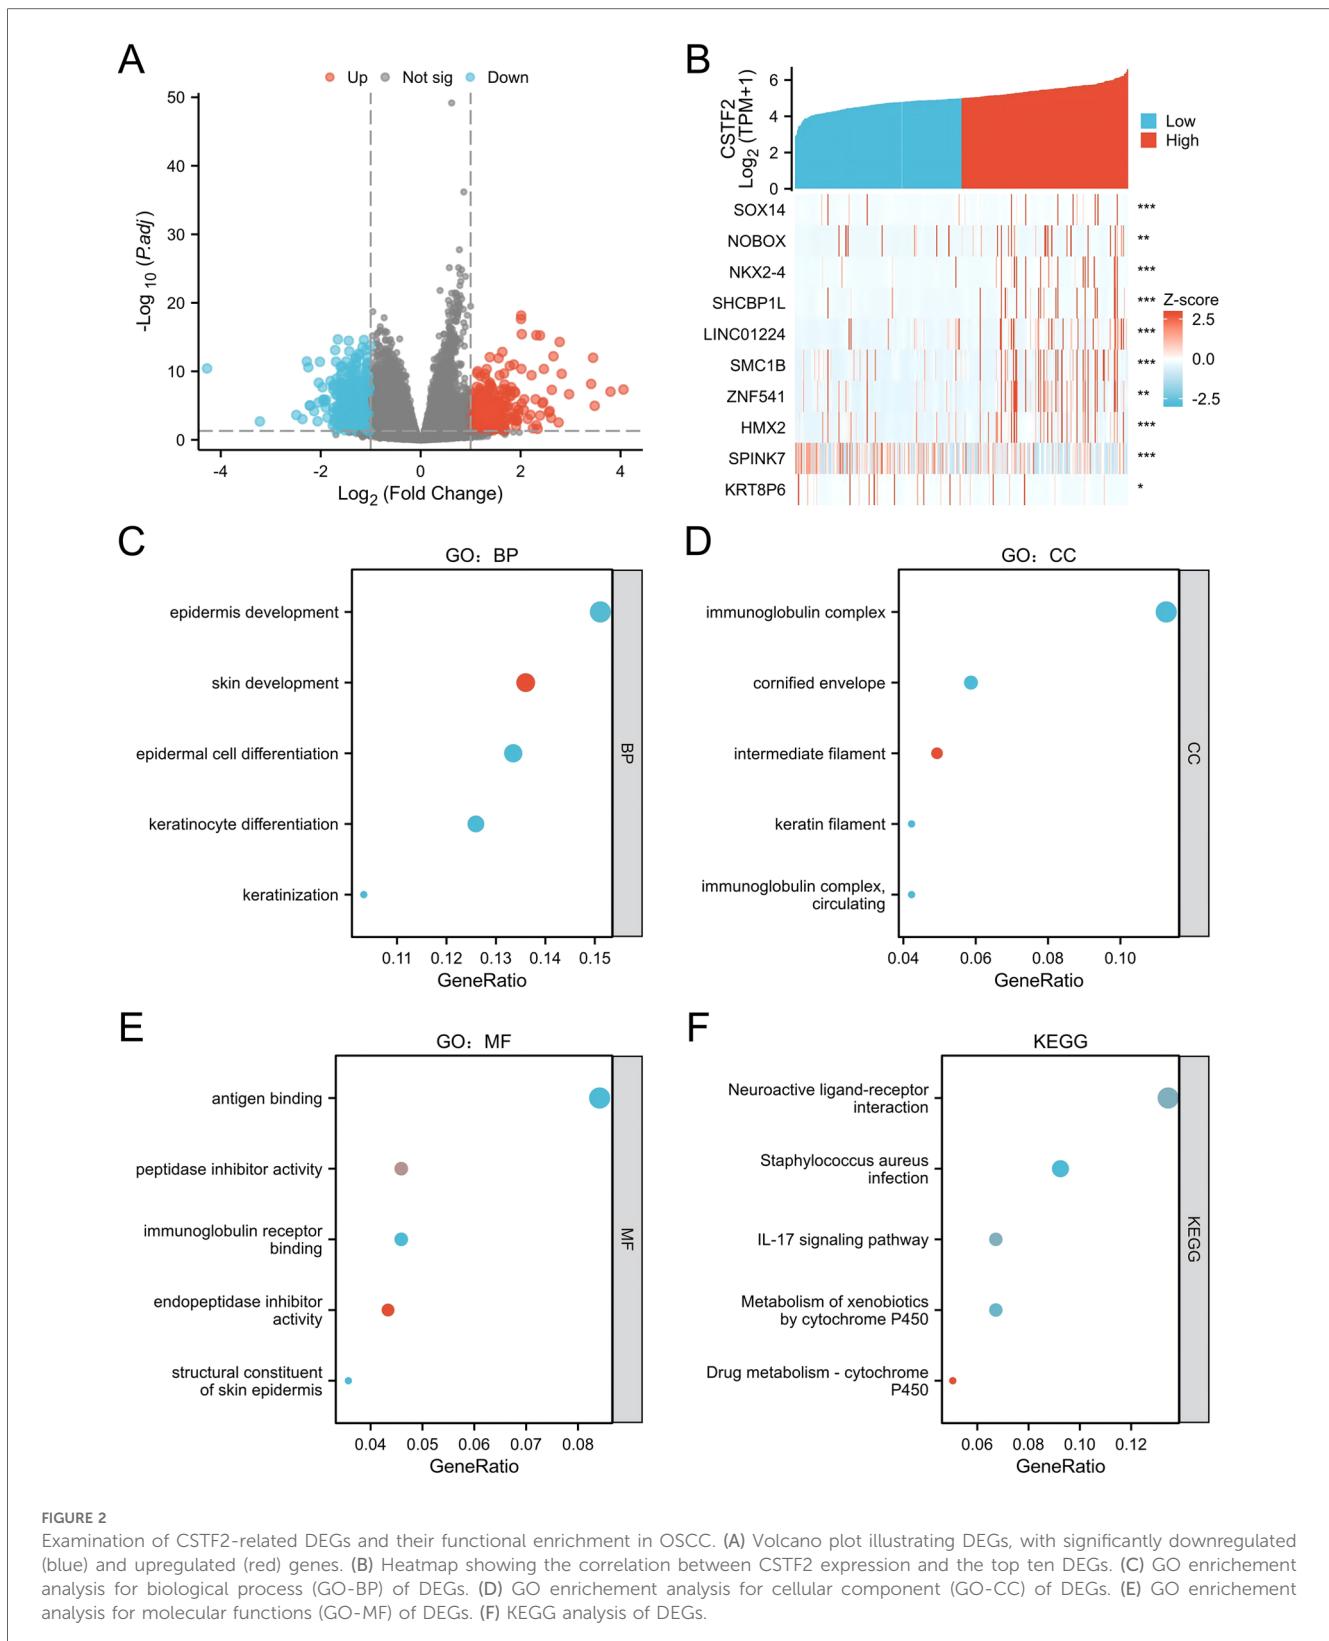 A
Up Not sig Down
50
40
30
20
10
0
-Log 10 (P.adj)
-4 -2 0 2 4
Log2 (Fold Change)
B
CSTF2
Log2 (TPM+1)
6
4
2
0
Low
High
SOX14 ***
NOBOX **
NKX2-4 ***
SHCBP1L ***
LINC01224 ***
SMC1B ***
ZNF541 **
HMX2 ***
SPINK7 ***
KRT8P6 *
Z-score
2.5
0.0
-2.5
C
GO：BP
epidermis development
skin development
epidermal cell differentiation
keratinocyte differentiation
keratinization
BP
0.11 0.12 0.13 0.14 0.15
GeneRatio
D
GO：CC
immunoglobulin complex
cornified envelope
intermediate filament
keratin filament
immunoglobulin complex,
circulating
CC
0.04 0.06 0.08 0.10
GeneRatio
E
GO：MF
antigen binding
peptidase inhibitor activity
immunoglobulin receptor
binding
endopeptidase inhibitor
activity
structural constituent
of skin epidermis
MF
0.04 0.05 0.06 0.07 0.08
GeneRatio
F
KEGG
Neuroactive ligand-receptor
interaction
Staphylococcus aureus
infection
IL-17 signaling pathway
Metabolism of xenobiotics
by cytochrome P450
Drug metabolism - cytochrome
P450
KEGG
0.06 0.08 0.10 0.12
GeneRatio
FIGURE 2
Examination of CSTF2-related DEGs and their functional enrichment in OSCC. (A) Volcano plot illustrating DEGs, with significantly downregulated
(blue) and upregulated (red) genes. (B) Heatmap showing the correlation between CSTF2 expression and the top ten DEGs. (C) GO enrichement
analysis for biological process (GO-BP) of DEGs. (D) GO enrichement analysis for cellular component (GO-CC) of DEGs. (E) GO enrichement
analysis for molecular functions (GO-MF) of DEGs. (F) KEGG analysis of DEGs.